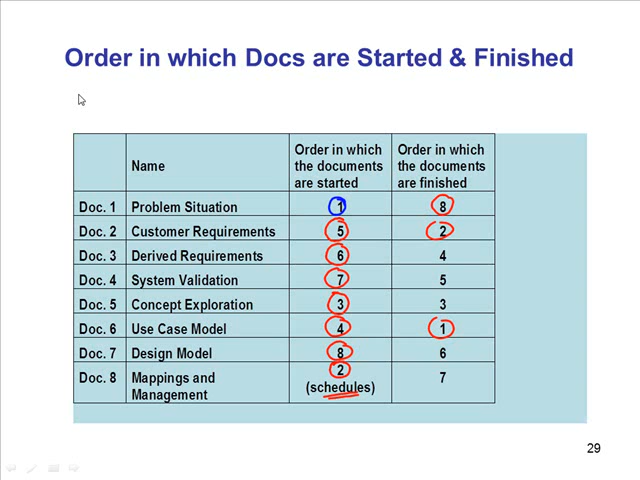 Order in which Docs are Started & Finished
Name
Order in which
the documents
are started
Order in which
the documents
are finished
Doc. 1 Problem Situation 1 8
Doc. 2 Customer Requirements 5 2
Doc. 3 Derived Requirements 6 4
Doc. 4 System Validation 7 5
Doc. 5 Concept Exploration 3 3
Doc. 6 Use Case Model 4 1
Doc. 7 Design Model 8 6
Doc. 8 Mappings and
Management
2
(schedules)
7
29